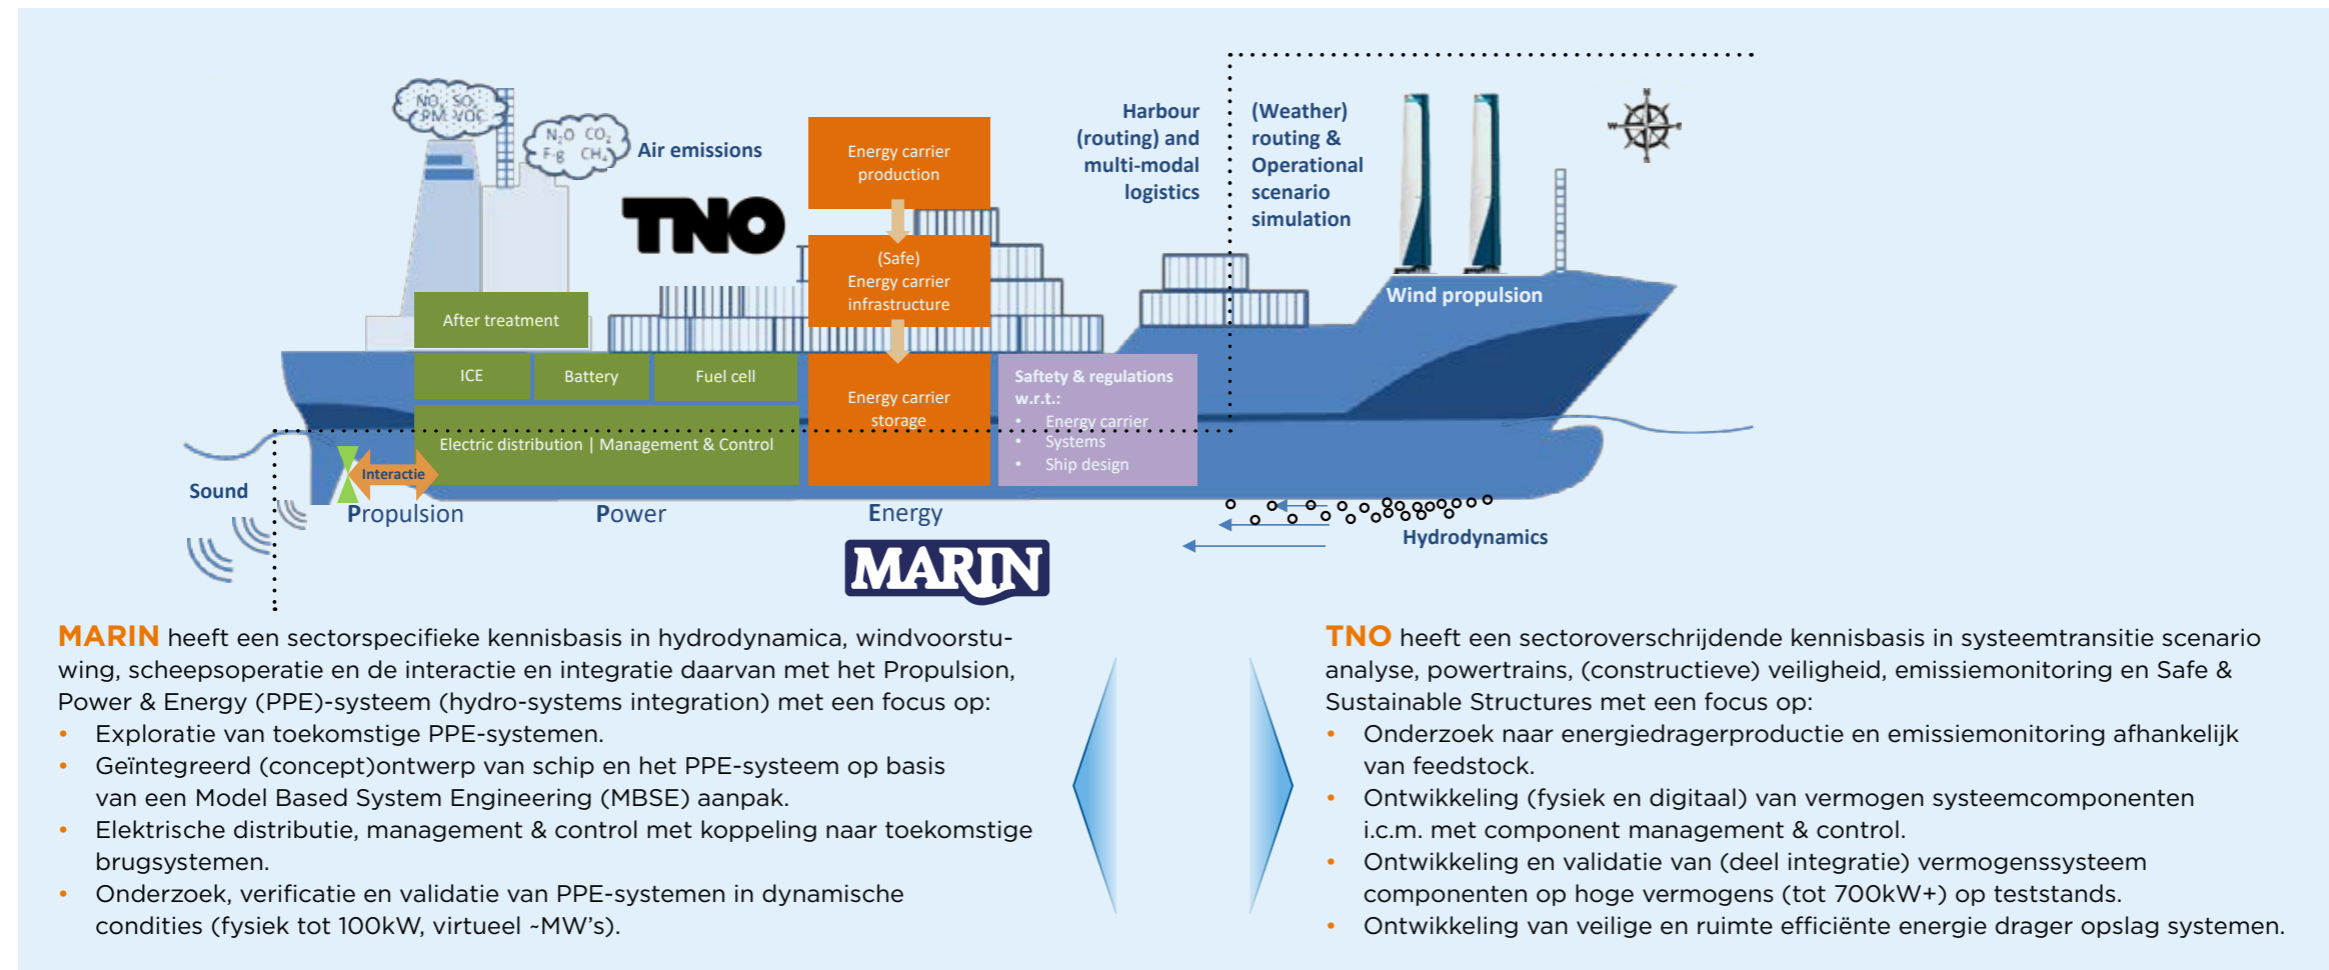 NOx SOx
PM VOC
N2O CO2
F-g CH4
Air emissions
TNO
Energy carrier
production
(Safe)
Energy carrier
infrastructure
Energy carrier
storage
Harbour
(routing) and
multi-modal
logistics
(Weather)
routing &
Operational
scenario
simulation
N
W
E
Wind propulsion
After treatment
ICE
Battery
Fuel cell
Electric distribution | Management & Control
Saftety & regulations
w.r.t.:
• Energy carrier
• Systems
• Ship design
Interactie
Sound
Propulsion
Power
Energy
Hydrodynamics
MARIN
MARIN heeft een sectorspecifieke kennisbasis in hydrodynamica, windvoorstu-
wing, scheepsoperatie en de interactie en integratie daarvan met het Propulsion,
Power & Energy (PPE)-systeem (hydro-systems integration) met een focus op:
• Exploratie van toekomstige PPE-systemen.
• Geïntegreerd (concept)ontwerp van schip en het PPE-systeem op basis
van een Model Based System Engineering (MBSE) aanpak.
• Elektrische distributie, management & control met koppeling naar toekomstige
brugsystemen.
• Onderzoek, verificatie en validatie van PPE-systemen in dynamische
condities (fysiek tot 100kW, virtueel ~MW's).
TNO heeft een sectoroverschrijdende kennisbasis in systeemtransitie scenario
analyse, powertrains, (constructieve) veiligheid, emissiemonitoring en Safe &
Sustainable Structures met een focus op:
• Onderzoek naar energiedragerproductie en emissiemonitoring afhankelijk
van feedstock.
• Ontwikkeling (fysiek en digitaal) van vermogen systeemcomponenten
i.c.m. met component management & control.
• Ontwikkeling en validatie van (deel integratie) vermogenssysteem
componenten op hoge vermogens (tot 700kW+) op teststands.
• Ontwikkeling van veilige en ruimte efficiënte energie drager opslag systemen.